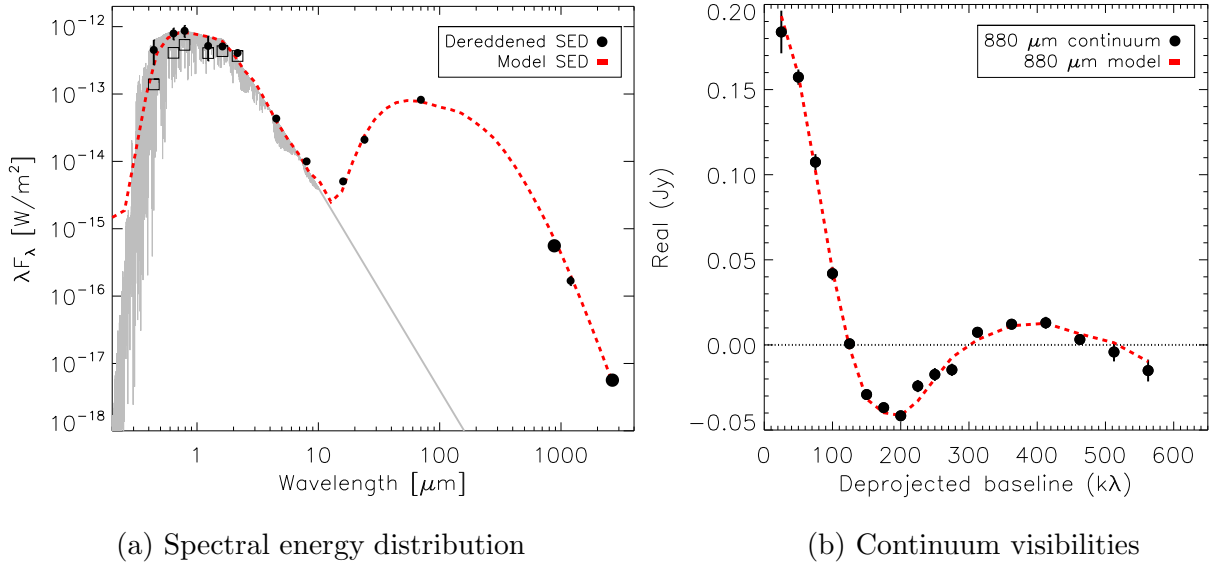 10⁻¹²
10⁻¹³
10⁻¹⁴
10⁻¹⁵
10⁻¹⁶
10⁻¹⁷
10⁻¹⁸
λFλ [W/m²]
Dereddened SED
Model SED
1 10 100 1000
Wavelength [μm]
(a) Spectral energy distribution
0.20
0.15
0.10
0.05
0.00
−0.05
Real (Jy)
880 μm continuum
880 μm model
0 100 200 300 400 500 600
Deprojected baseline (kλ)
(b) Continuum visibilities